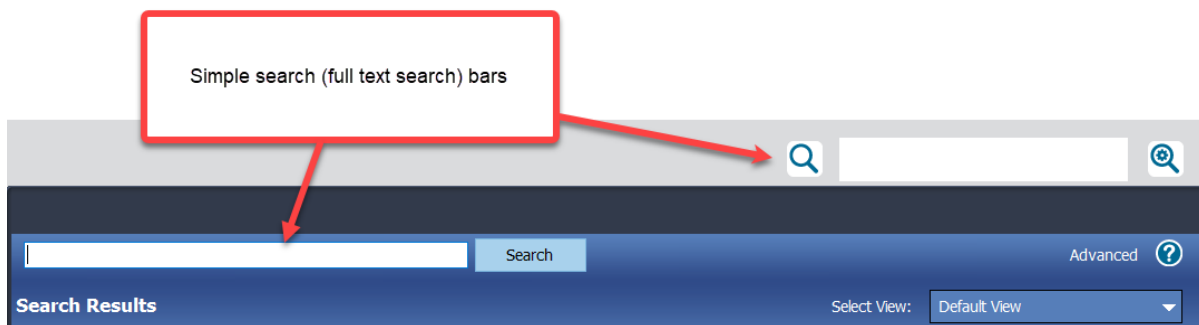 Simple search (full text search) bars
Search
Advanced ?
Search Results
Select View: Default View